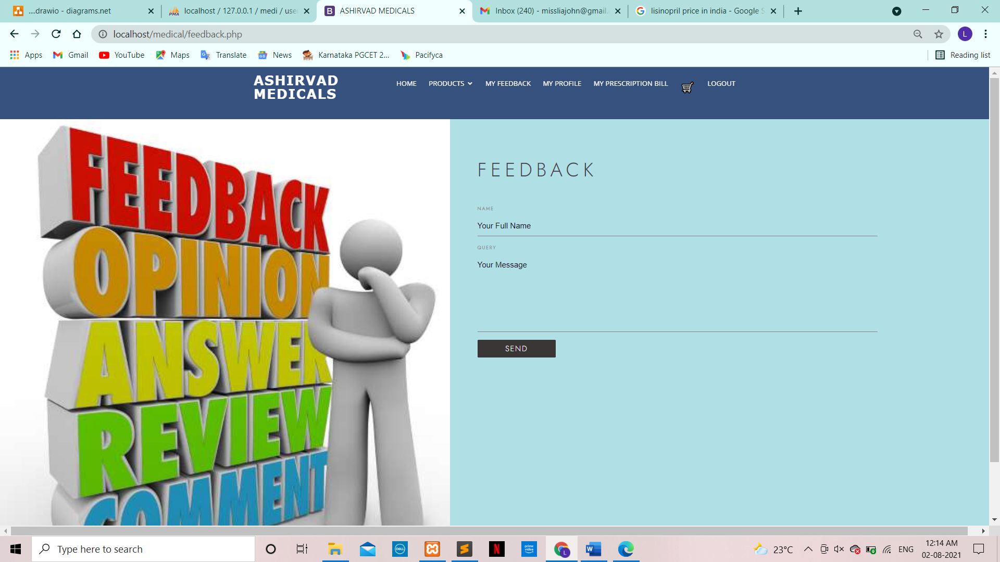 ....drawio - diagrams.net
localhost / 127.0.0.1 / medi / use
ASHIRVAD MEDICALS
Inbox (240) - missliajohn@gmail.
lisinopril price in india - Google S
localhost/medical/feedback.php
L
Apps
Gmail
YouTube
Maps
Translate
News
Karnataka PGCET 2...
Pacifyca
Reading list
ASHIRVAD
MEDICALS
HOME
PRODUCTS
MY FEEDBACK
MY PROFILE
MY PRESCRIPTION BILL
LOGOUT
FEEDBACK
OPINION
ANSWER
REVIEW
COMMENT
FEEDBACK
NAME
Your Full Name
QUERY
Your Message
SEND
Type here to search
23°C
ENG
12:14 AM
02-08-2021